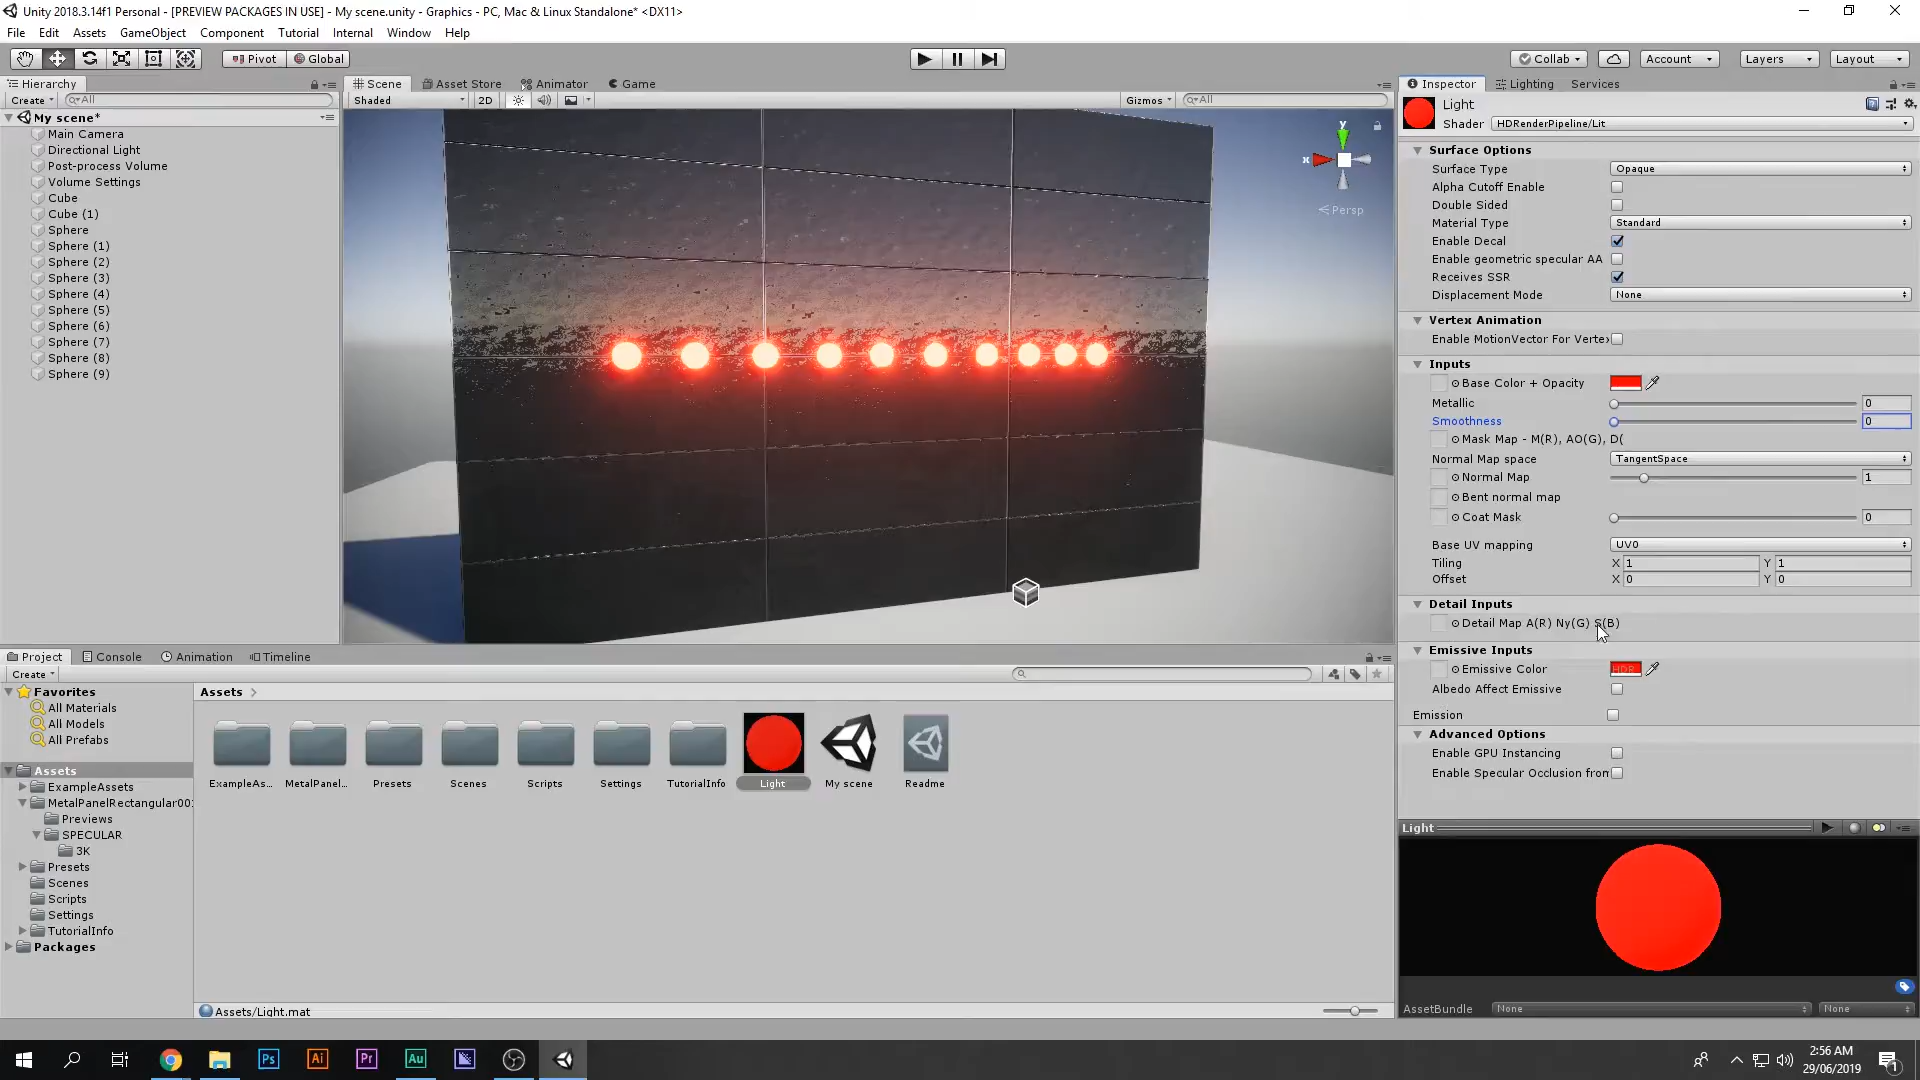 Unity 2018.3.14f1 Personal - [PREVIEW PACKAGES IN USE] - My scene.unity - Graphics - PC, Mac & Linux Standalone* <DX11>
File Edit Assets GameObject Component Tutorial Internal Window Help
Pivot Global Collab Account Layers Layout
Hierarchy
Create All
My scene*
Main Camera
Directional Light
Post-process Volume
Volume Settings
Cube
Cube (1)
Sphere
Sphere (1)
Sphere (2)
Sphere (3)
Sphere (4)
Sphere (5)
Sphere (6)
Sphere (7)
Sphere (8)
Sphere (9)
Scene Asset Store Animator Game
Shaded 2D Gizmos All
y
x
Persp
Inspector Lighting Services
Light
Shader HDRenderPipeline/Lit
Surface Options
Surface Type Opaque
Alpha Cutoff Enable
Double Sided
Material Type Standard
Enable Decal
Enable geometric specular AA
Receives SSR
Displacement Mode None
Vertex Animation
Enable MotionVector For Vertex
Inputs
Base Color + Opacity
Metallic 0
Smoothness 0
Mask Map - M(R), AO(G), D(
Normal Map space TangentSpace
Normal Map 1
Bent normal map
Coat Mask 0
Base UV mapping UV0
Tiling X 1 Y 1
Offset X 0 Y 0
Detail Inputs
Detail Map A(R) Ny(G) S(B)
Emissive Inputs
Emissive Color HDR
Albedo Affect Emissive
Emission
Advanced Options
Enable GPU Instancing
Enable Specular Occlusion from
Light
AssetBundle None None
Project Console Animation Timeline
Create
Favorites
All Materials
All Models
All Prefabs
Assets
ExampleAssets
MetalPanelRectangular001
Previews
SPECULAR
3K
Presets
Scenes
Scripts
Settings
TutorialInfo
Packages
Assets
ExampleAs... MetalPanel... Presets Scenes Scripts Settings TutorialInfo Light My scene Readme
Assets/Light.mat
Ps Ai Pr Au
2:56 AM
29/06/2019
1